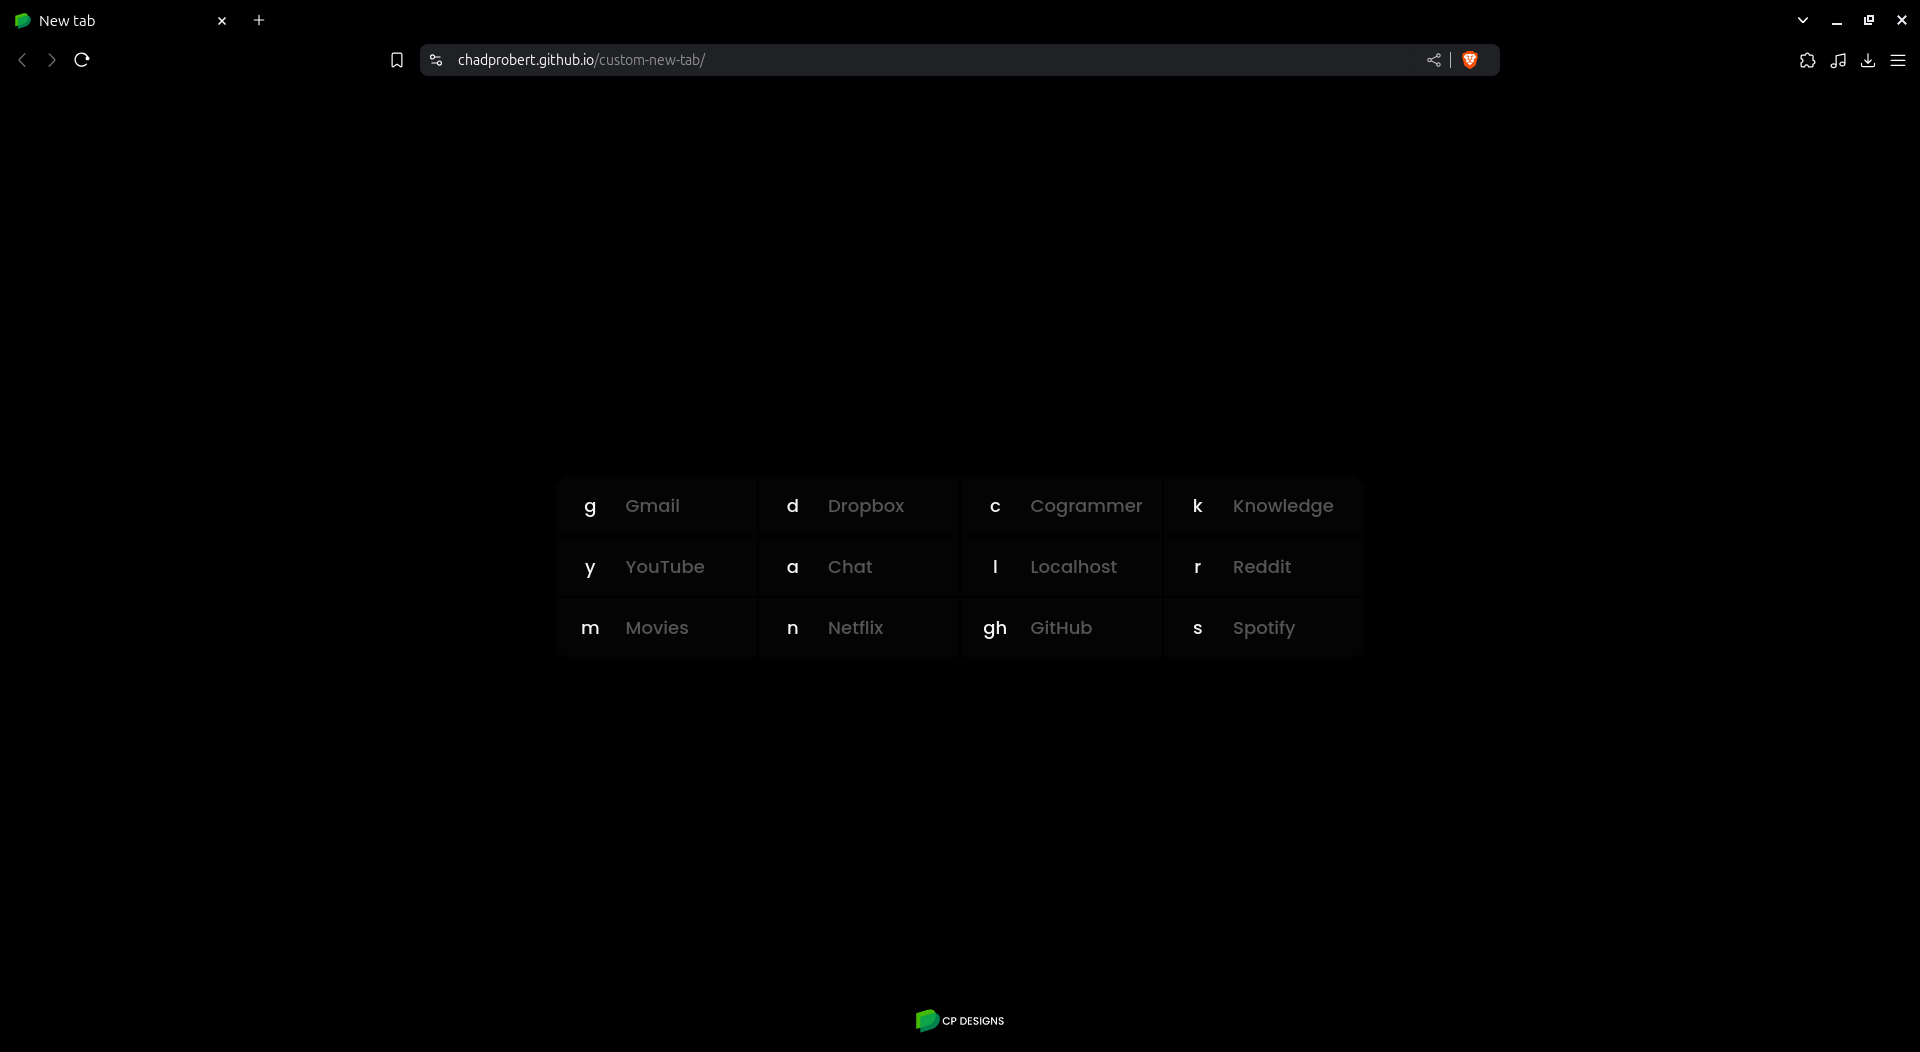 New tab
chadprobert.github.io/custom-new-tab/
g Gmail d Dropbox c Cogrammer k Knowledge
y YouTube a Chat l Localhost r Reddit
m Movies n Netflix gh GitHub s Spotify
CP DESIGNS